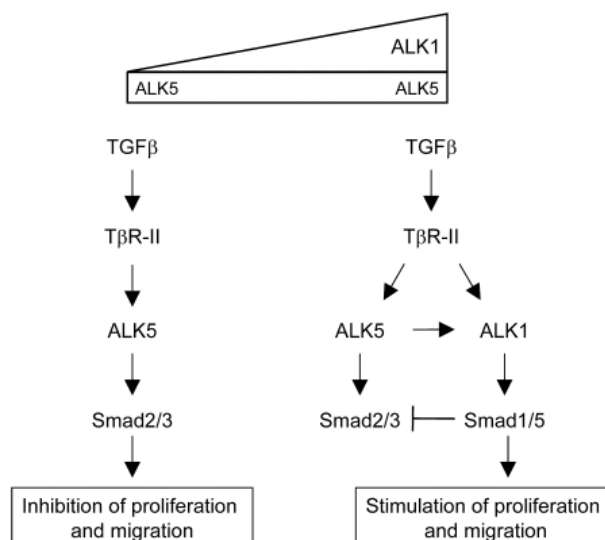 ALK1
ALK5 ALK5
TGFβ TGFβ
TβR-II TβR-II
ALK5 ALK5 ALK1
Smad2/3 Smad2/3 Smad1/5
Inhibition of proliferation
and migration
Stimulation of proliferation
and migration